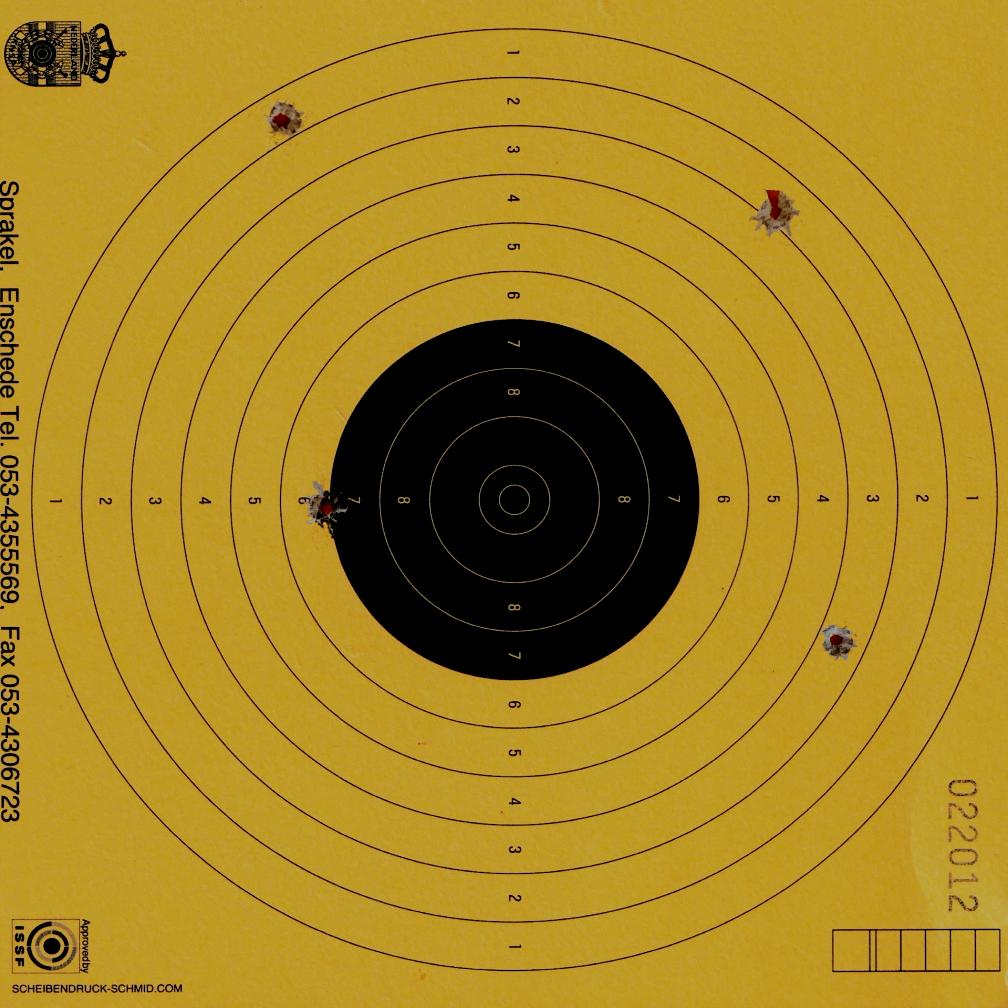 NEDERLAND
Sprakel, Enschede Tel. 053-4355569, Fax 053-4306723
1
2
3
4
5
6
7
8
1 2 3 4 5 6 7 8 8 7 6 5 4 3 2 1
8
7
6
5
4
3
2
1
022012
Approved by
ISSF
SCHEIBENDRUCK-SCHMID.COM